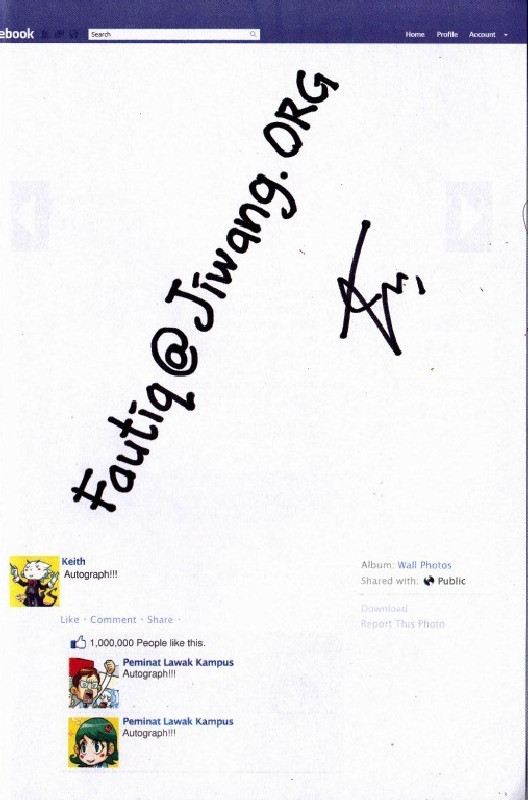 ebook
Search
Home Profile Account
Fautiq@Jiwang.ORG
Keith
Autograph!!!
Like · Comment · Share ·
1,000,000 People like this.
Peminat Lawak Kampus
Autograph!!!
Peminat Lawak Kampus
Autograph!!!
Album: Wall Photos
Shared with: Public
Download
Report This Photo